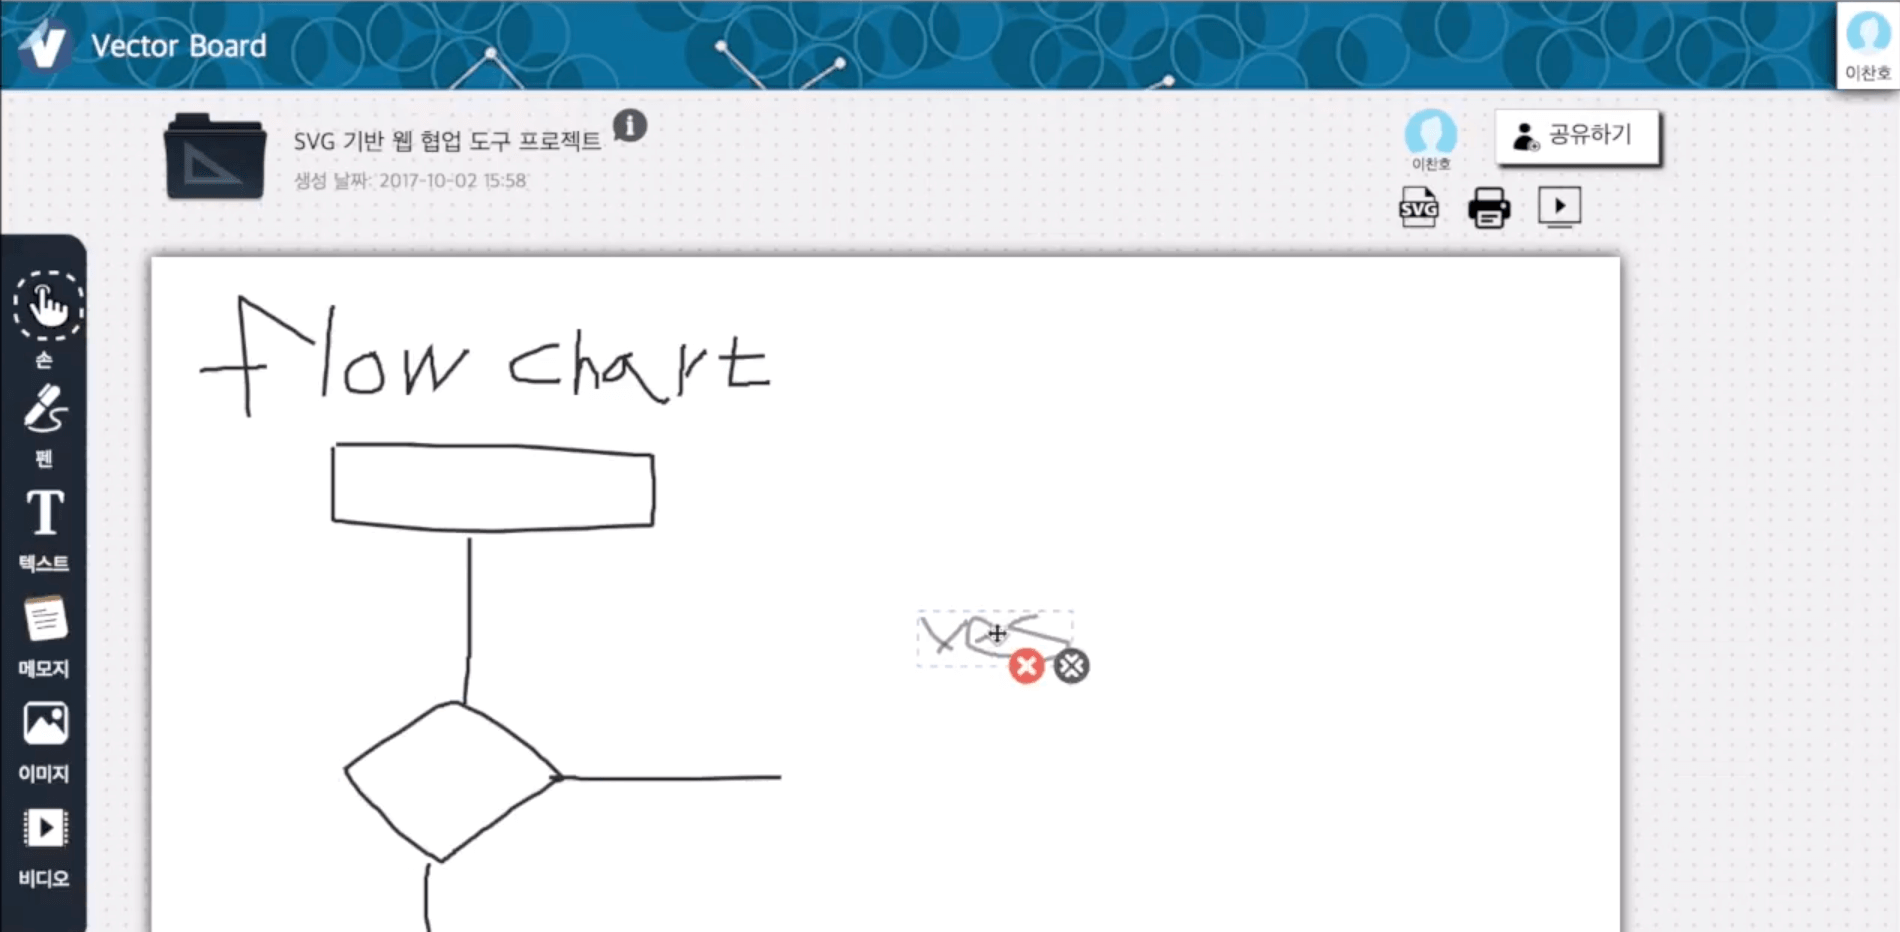 Vector Board
이찬호
SVG 기반 웹 협업 도구 프로젝트
생성 날짜: 2017-10-02 15:58
이찬호
공유하기
SVG
손
펜
T
텍스트
메모지
이미지
비디오
flow chart
yes